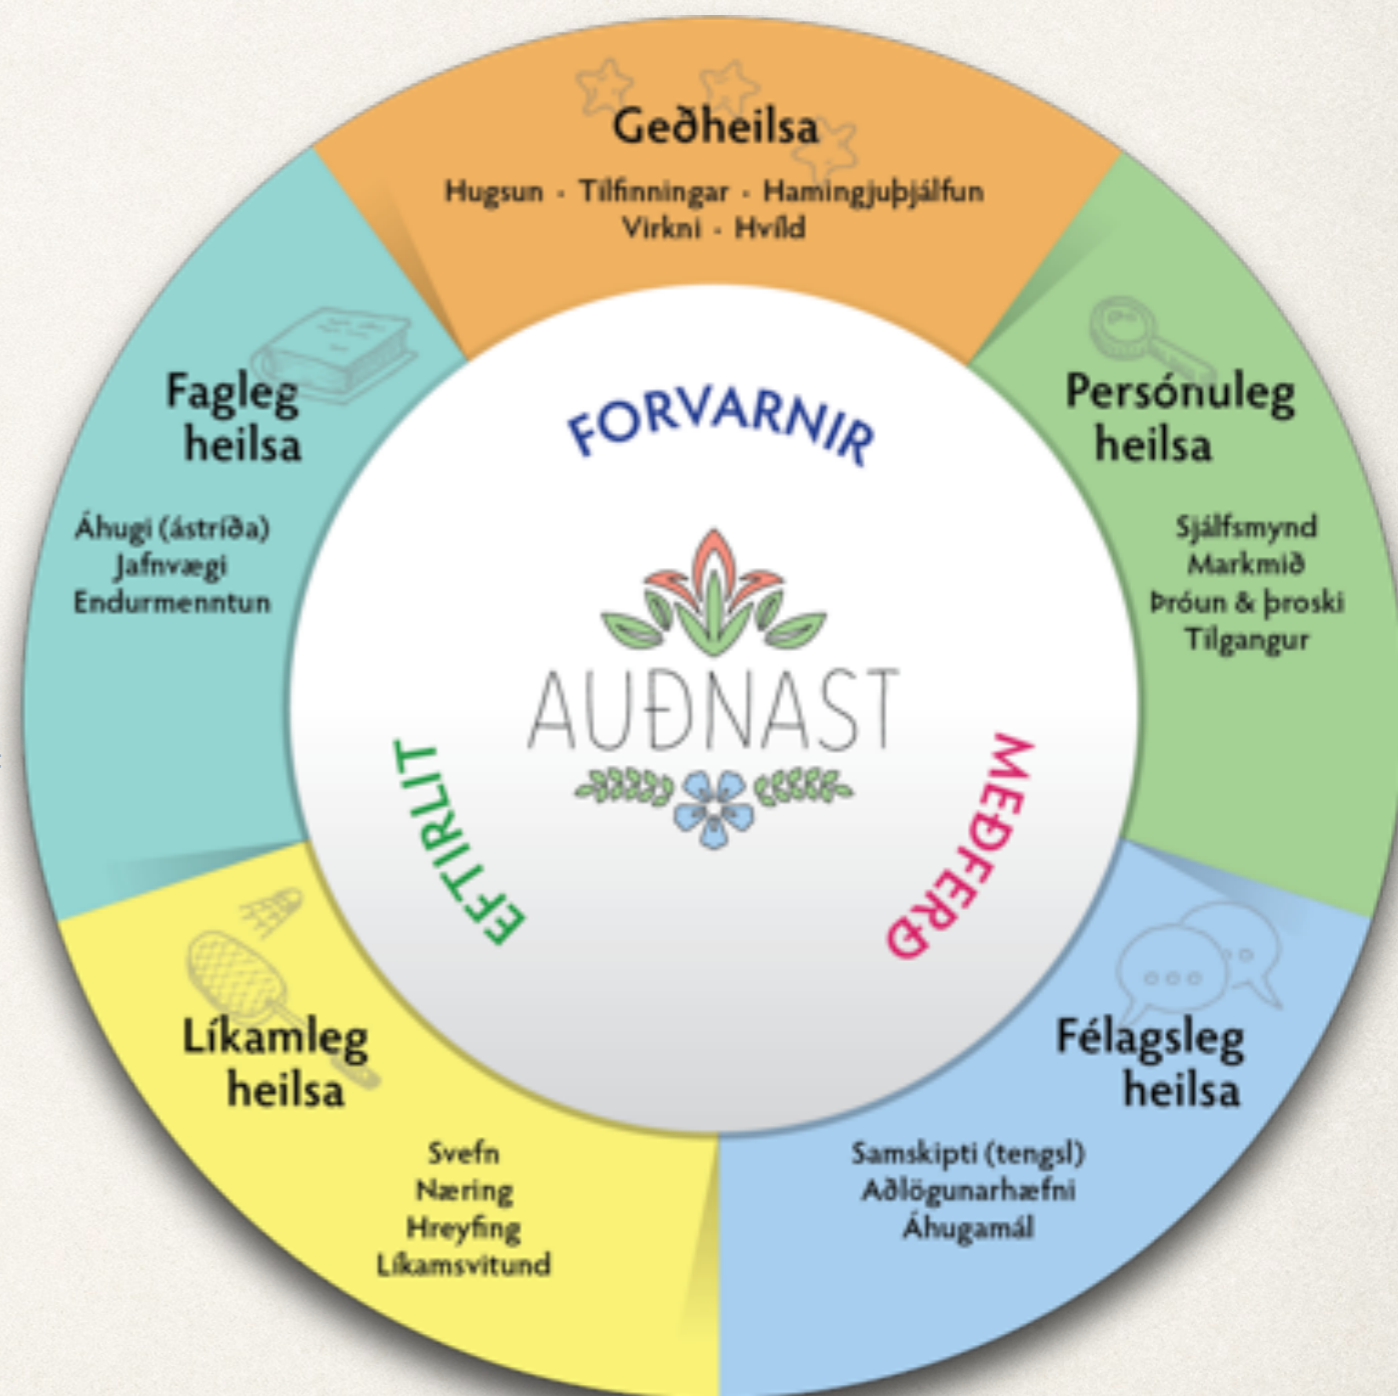 Geðheilsa
Hugsun · Tilfinningar · Hamingjuþjálfun
Virkni · Hvíld
Persónuleg
heilsa
Sjálfsmynd
Markmið
Þróun & þroski
Tilgangur
Félagsleg
heilsa
Samskipti (tengsl)
Aðlögunarhæfni
Áhugamál
Líkamleg
heilsa
Svefn
Næring
Hreyfing
Líkamsvitund
Fagleg
heilsa
Áhugi (ástríða)
Jafnvægi
Endurmenntun
FORVARNIR
MEÐFERÐ
EFTIRLIT
AUÐNAST